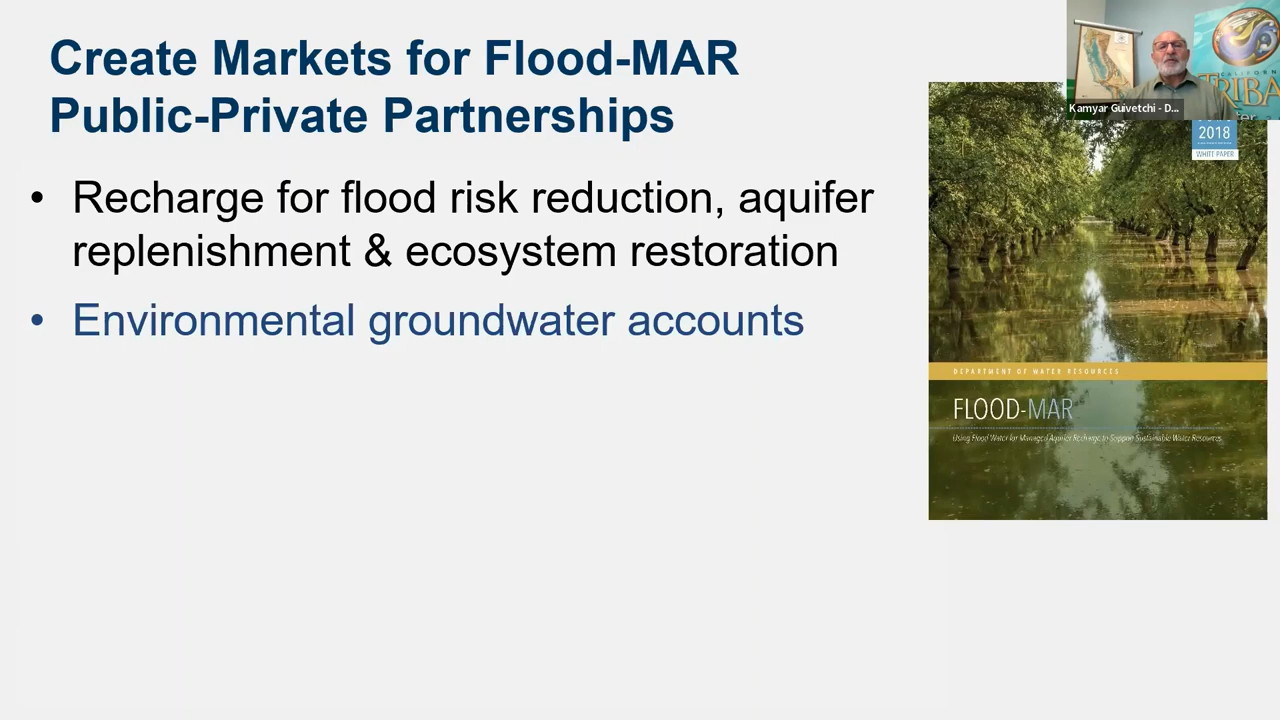 Create Markets for Flood-MAR
Public-Private Partnerships
• Recharge for flood risk reduction, aquifer
replenishment & ecosystem restoration
• Environmental groundwater accounts
Kamyar Guivetchi - D...
CALIFORN
TRIBA
2018
WHITE PAPER
DEPARTMENT OF WATER RESOURCES
FLOOD-MAR
Using Flood Water for Managed Aquifer Recharge to Support Sustainable Water Resources